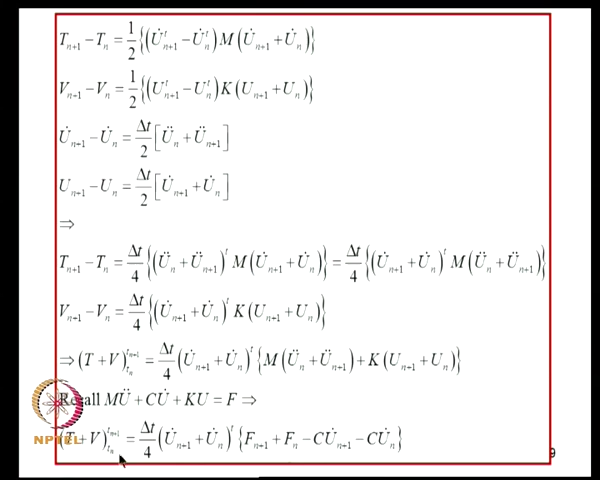 T_{n+1} − T_n = 1/2 {(U̇^t_{n+1} − U̇^t_n) M (U̇_{n+1} + U̇_n)}
V_{n+1} − V_n = 1/2 {(U^t_{n+1} − U^t_n) K (U_{n+1} + U_n)}
U̇_{n+1} − U̇_n = Δt/2 [Ü_n + Ü_{n+1}]
U_{n+1} − U_n = Δt/2 [U̇_{n+1} + U̇_n]
⇒
T_{n+1} − T_n = Δt/4 {(Ü_n + Ü_{n+1})^t M (U̇_{n+1} + U̇_n)} = Δt/4 {(U̇_{n+1} + U̇_n)^t M (Ü_n + Ü_{n+1})}
V_{n+1} − V_n = Δt/4 {(U̇_{n+1} + U̇_n)^t K (U_{n+1} + U_n)}
⇒ (T + V)^{t_{n+1}}_{t_n} = Δt/4 (U̇_{n+1} + U̇_n)^t {M (Ü_n + Ü_{n+1}) + K (U_{n+1} + U_n)}
Recall MÜ + CU̇ + KU = F ⇒
(T + V)^{t_{n+1}}_{t_n} = Δt/4 (U̇_{n+1} + U̇_n)^t {F_{n+1} + F_n − CU̇_{n+1} − CU̇_n}
NPTEL
9